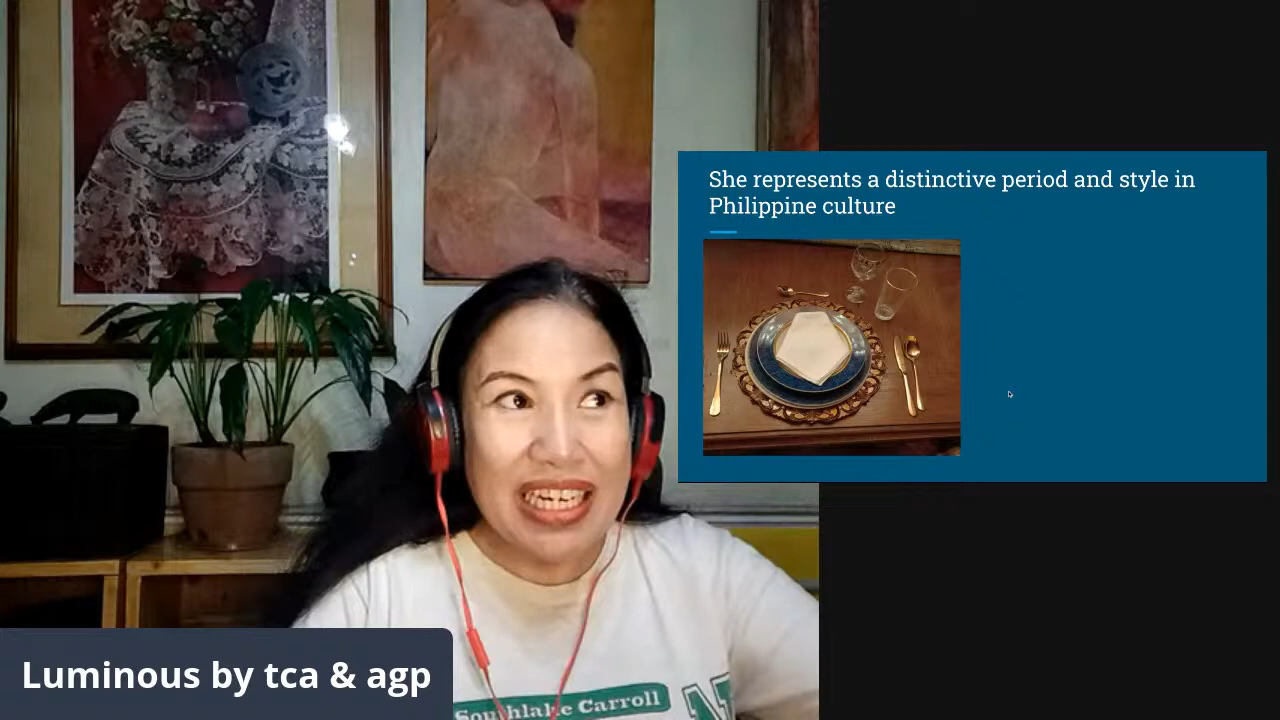 She represents a distinctive period and style in
Philippine culture
Luminous by tca & agp
Southlake Carroll